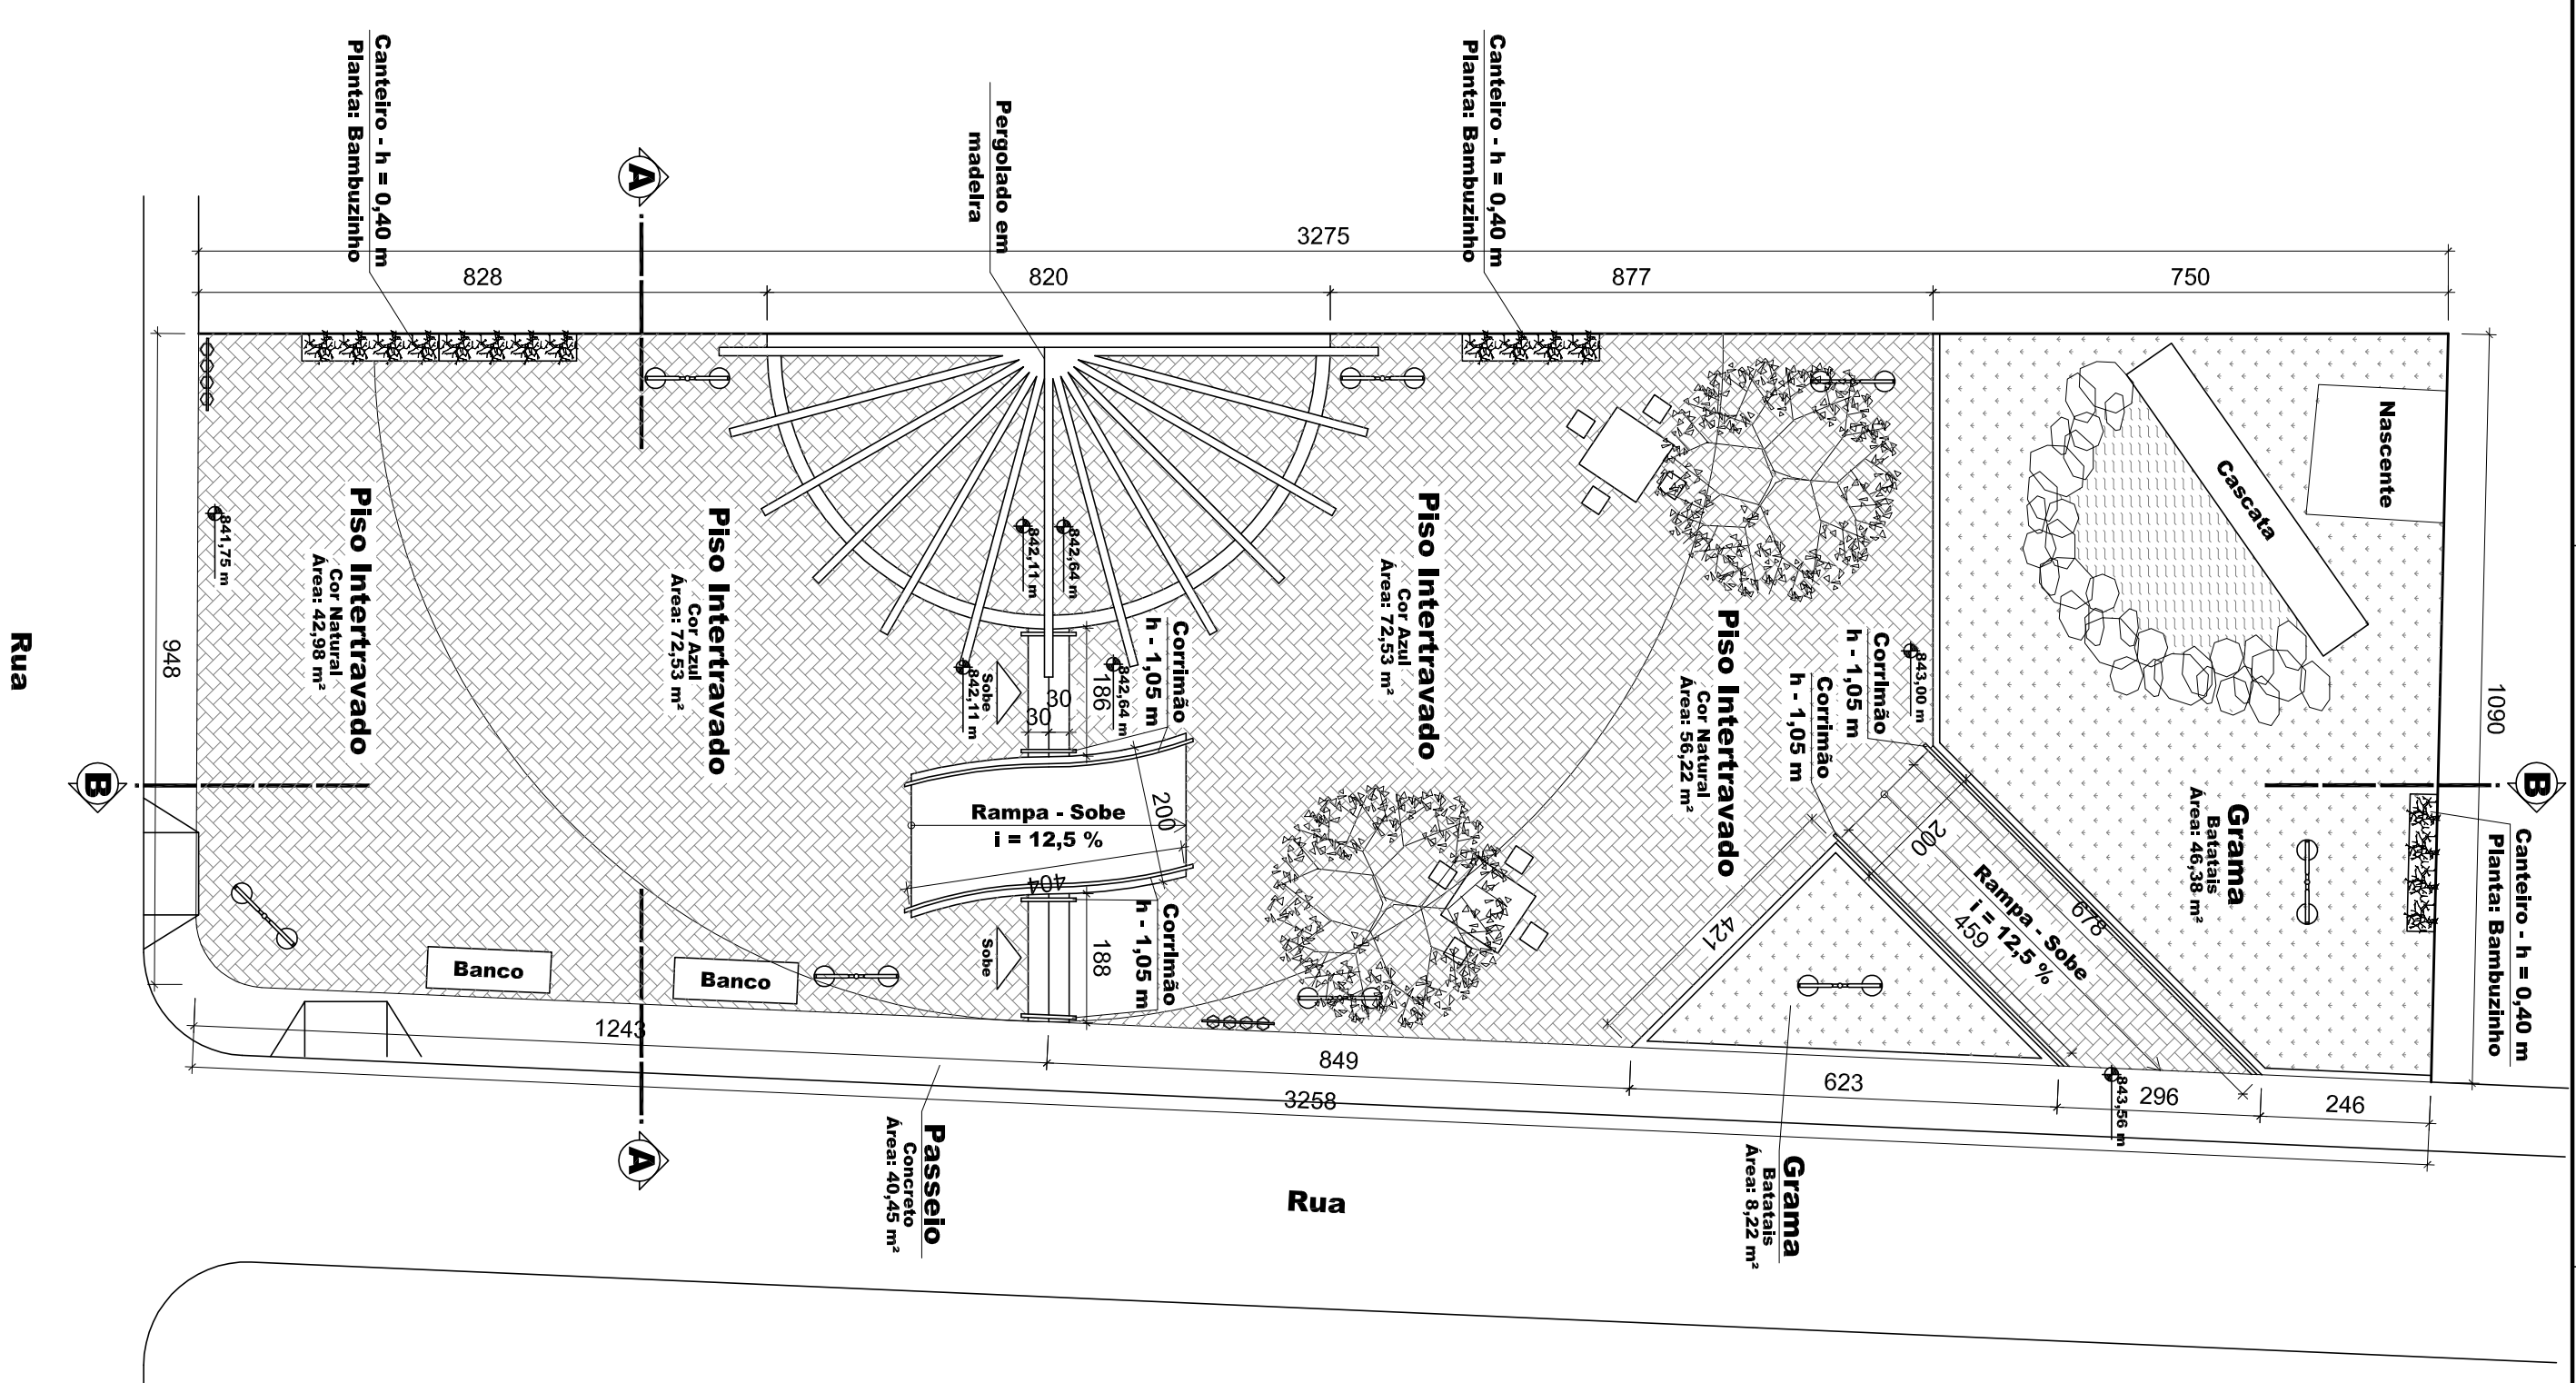 Canteiro - h = 0,40 m
Planta: Bambuzinho
A
Pergolado em
madeira
Canteiro - h = 0,40 m
Planta: Bambuzinho
3275
828
820
877
750
Nascente
Cascata
Piso Intertravado
Cor Natural
Área: 42,98 m²
841,75 m
Piso Intertravado
Cor Azul
Área: 72,53 m²
842,11 m
842,64 m
Piso Intertravado
Cor Azul
Área: 72,53 m²
Piso Intertravado
Cor Natural
Área: 56,22 m²
Corrimão
h - 1,05 m
842,64 m
842,11 m
Sobe
30
30
186
Corrimão
h - 1,05 m
Corrimão
h - 1,05 m
843,00 m
1090
948
Rua
B
B
Rampa - Sobe
i = 12,5 %
200
404
Grama
Batatais
Área: 46,38 m²
Canteiro - h = 0,40 m
Planta: Bambuzinho
200
678
Rampa - Sobe
i = 12,5 %
459
421
Corrimão
h - 1,05 m
188
Sobe
Banco
Banco
1243
849
623
296
246
3258
843,56 m
A
Passeio
Concreto
Área: 40,45 m²
Rua
Grama
Batatais
Área: 8,22 m²